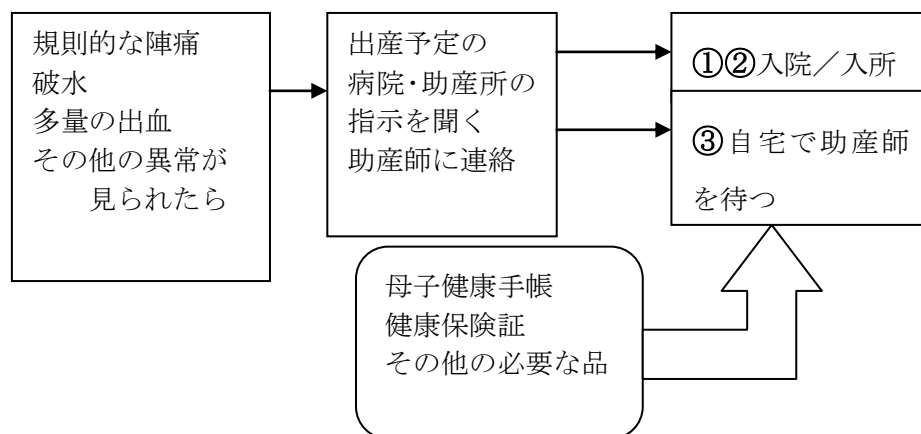 規則的な陣痛
破水
多量の出血
その他の異常が
見られたら
出産予定の
病院・助産所の
指示を聞く
助産師に連絡
①②入院／入所
③自宅で助産師
を待つ
母子健康手帳
健康保険証
その他の必要な品